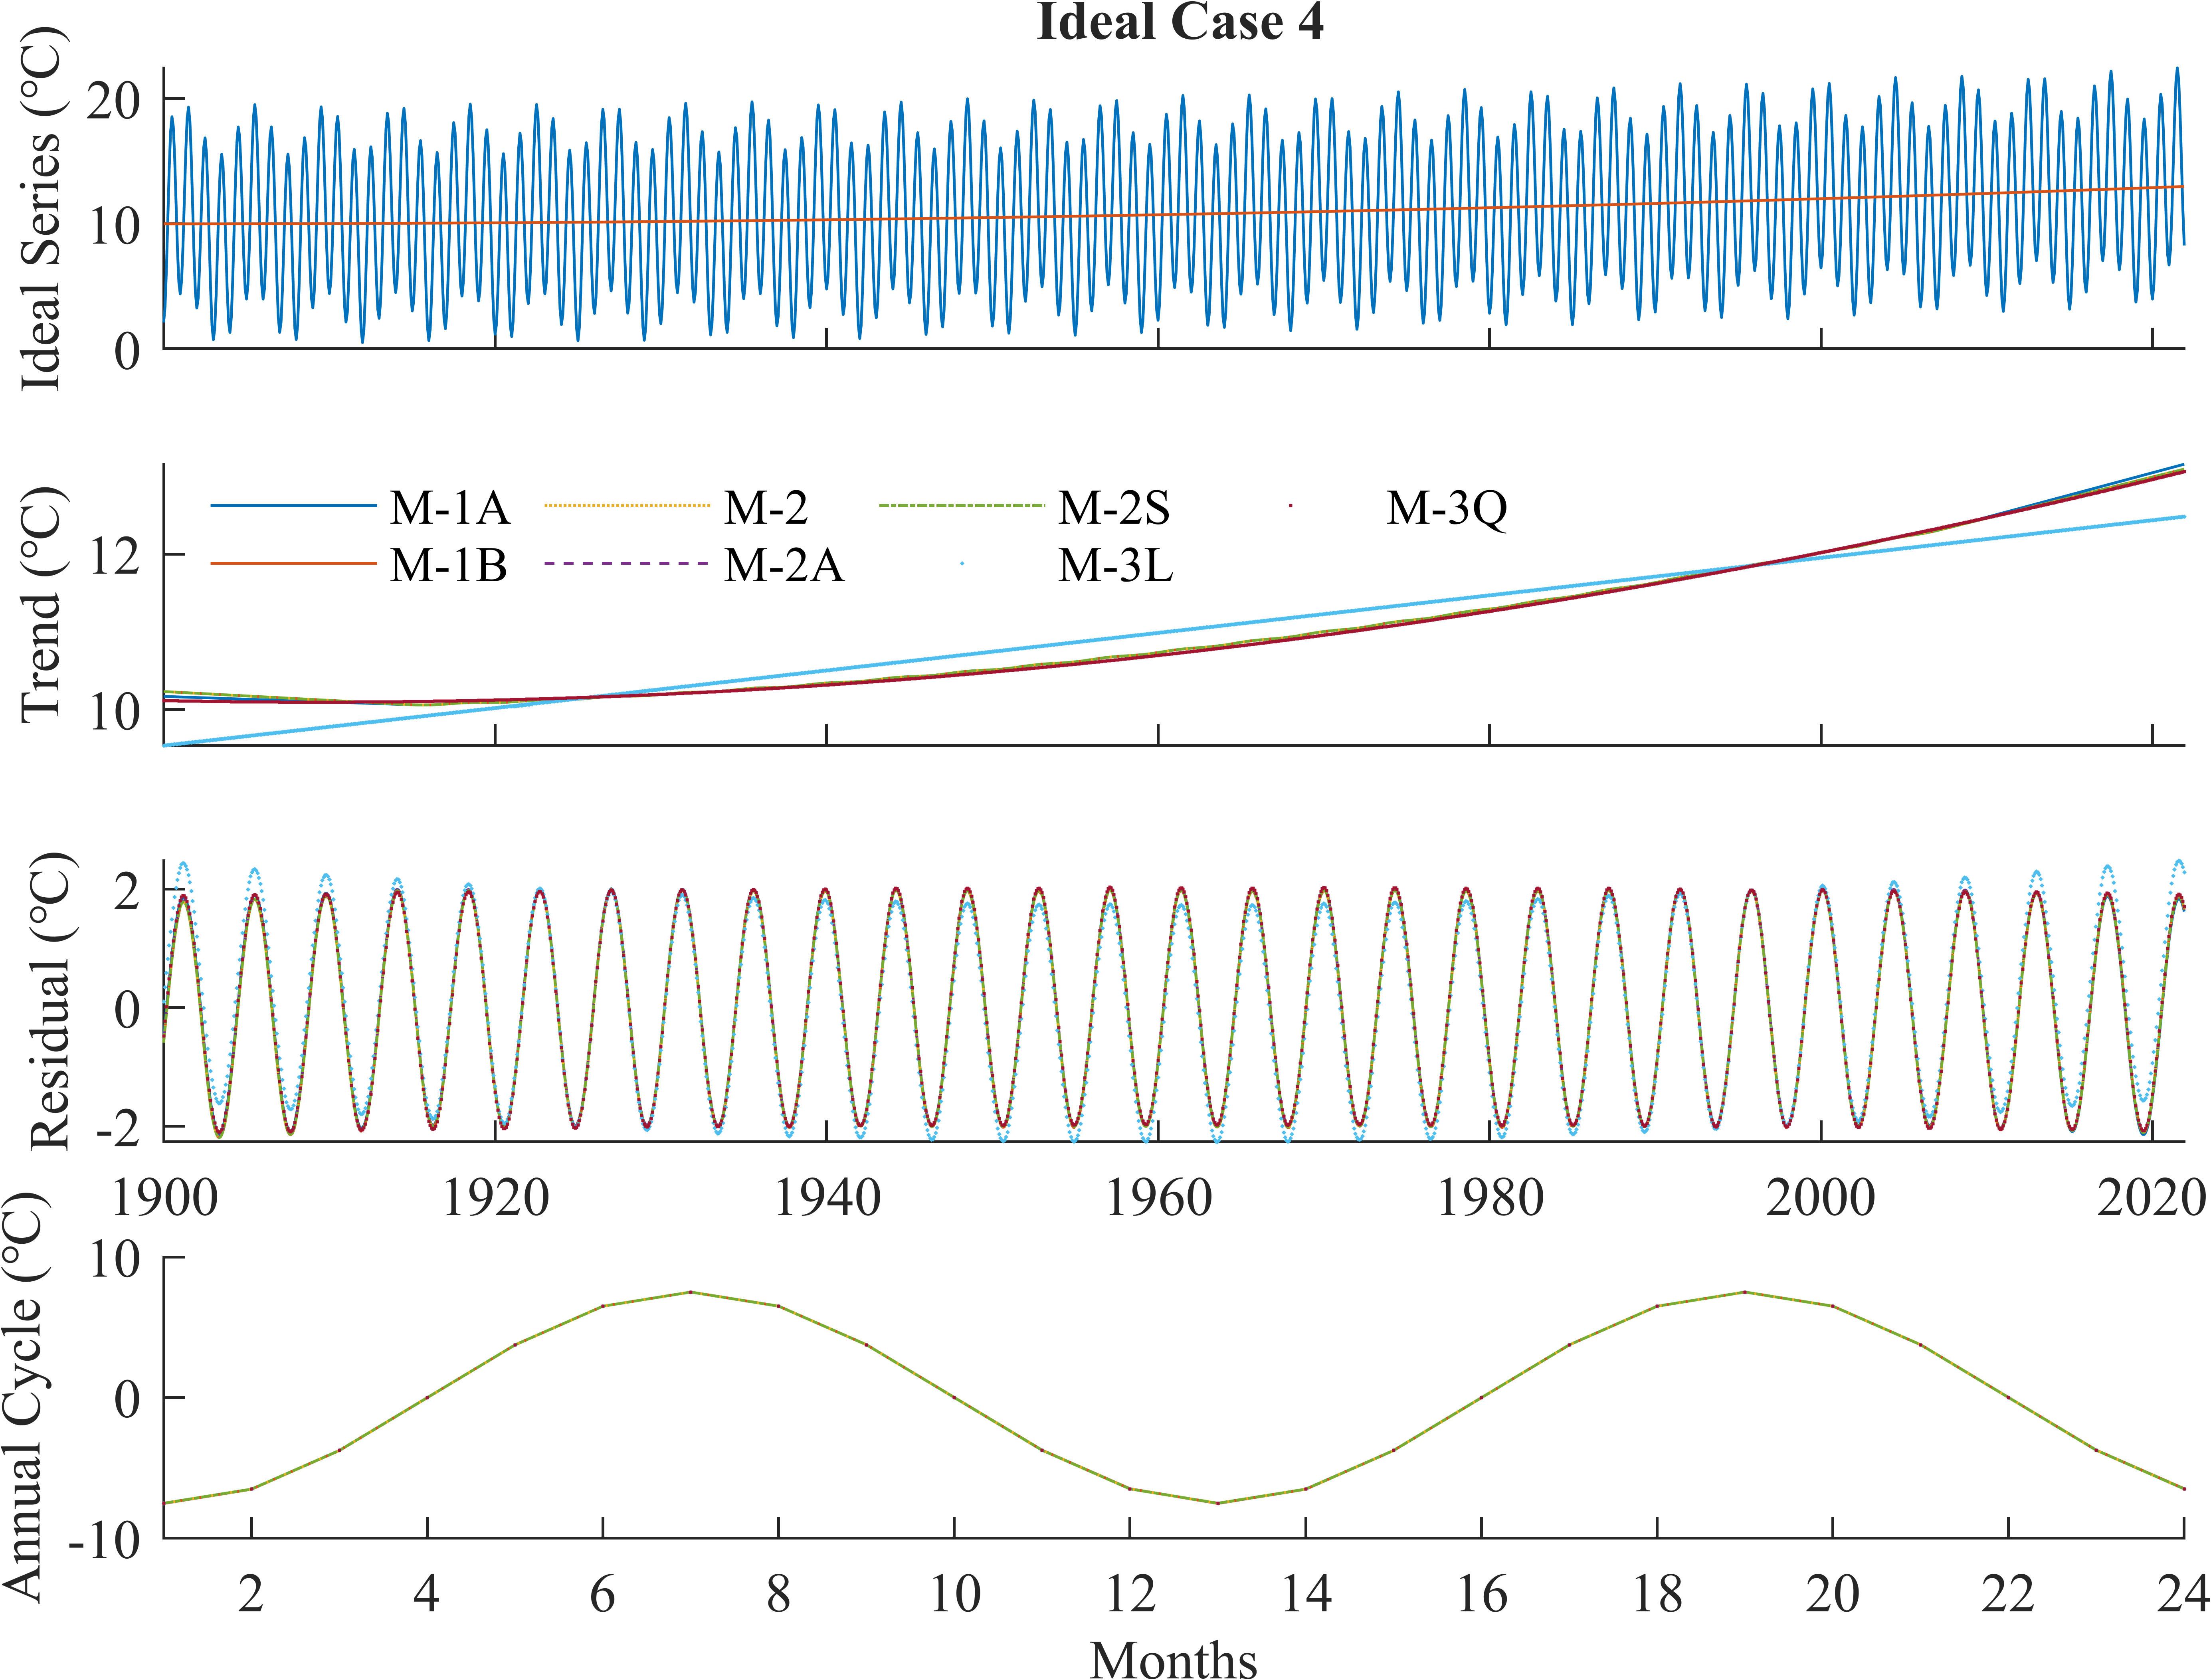 Ideal Case 4
Ideal Series (°C)
20
10
0
Trend (°C)
12
10
M-1A
M-2
M-2S
M-3Q
M-1B
M-2A
M-3L
Residual (°C)
2
0
-2
1900
1920
1940
1960
1980
2000
2020
Annual Cycle (°C)
10
0
-10
2
4
6
8
10
12
14
16
18
20
22
24
Months